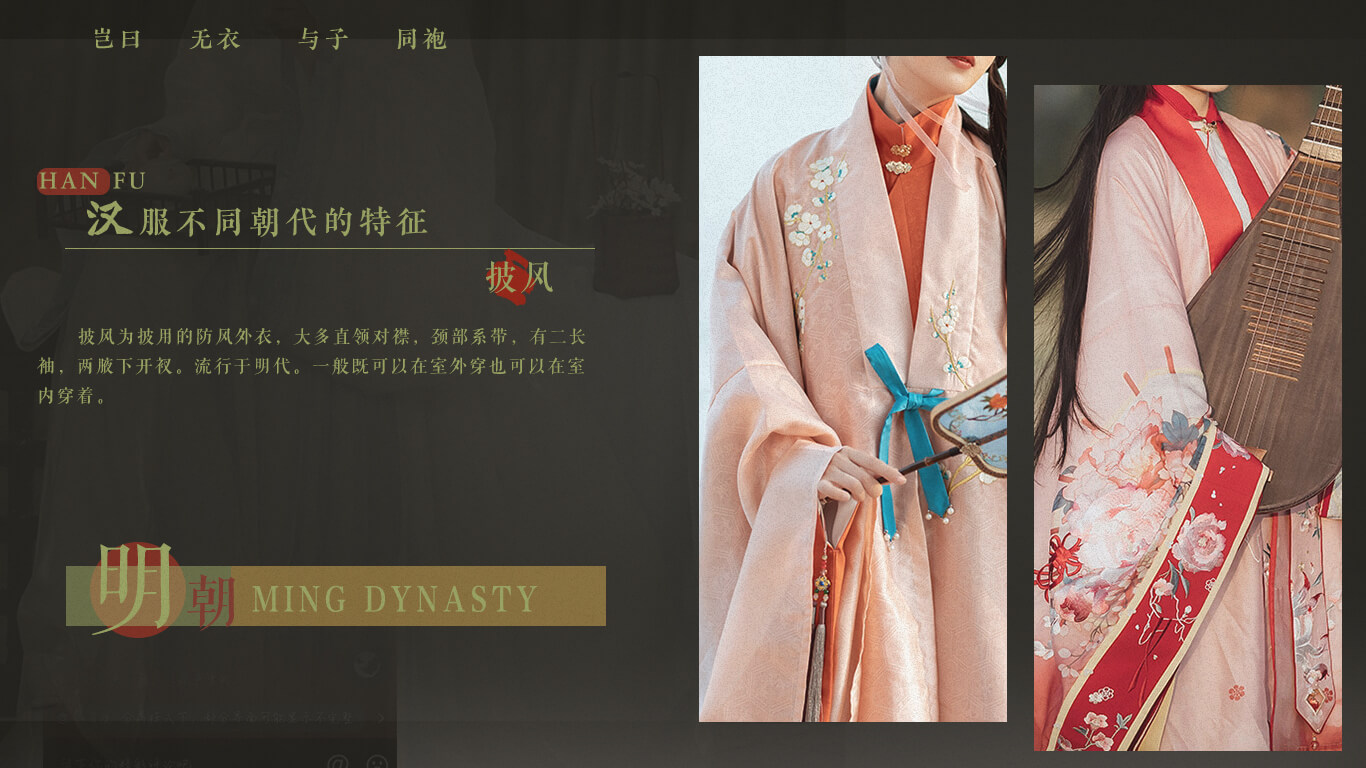 岂曰 无衣 与子 同袍
HAN FU
汉服不同朝代的特征
披风
披风为披用的防风外衣，大多直领对襟，颈部系带，有二长
袖，两腋下开衩。流行于明代。一般既可以在室外穿也可以在室
内穿着。
明朝 MING DYNASTY